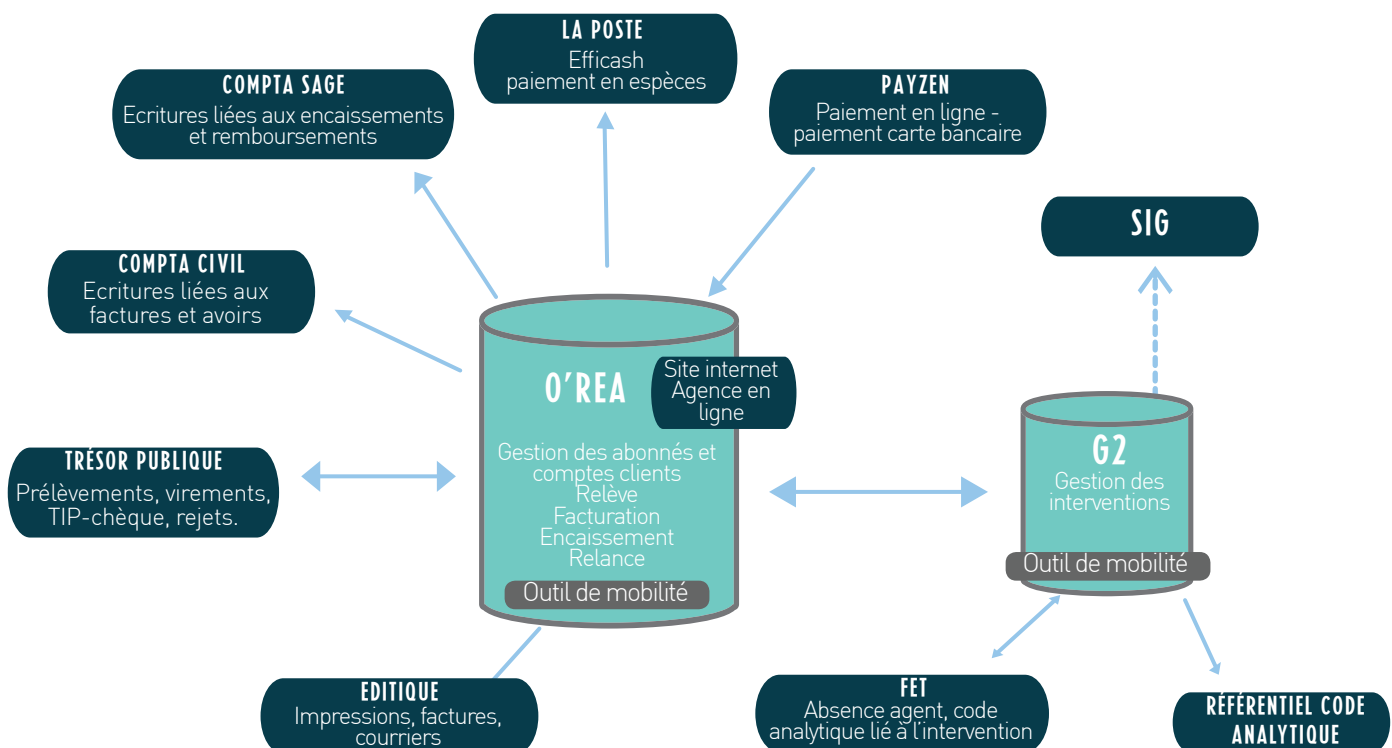 LA POSTE
Efficash
paiement en espèces
COMPTA SAGE
Ecritures liées aux encaissements
et remboursements
PAYZEN
Paiement en ligne -
paiement carte bancaire
SIG
COMPTA CIVIL
Ecritures liées aux
factures et avoirs
O'REA
Site internet
Agence en
ligne
Gestion des abonnés et
comptes clients
Relève
Facturation
Encaissement
Relance
Outil de mobilité
G2
Gestion des
interventions
Outil de mobilité
TRÉSOR PUBLIQUE
Prélèvements, virements,
TIP-chèque, rejets.
EDITIQUE
Impressions, factures,
courriers
FET
Absence agent, code
analytique lié à l'intervention
RÉFÉRENTIEL CODE
ANALYTIQUE